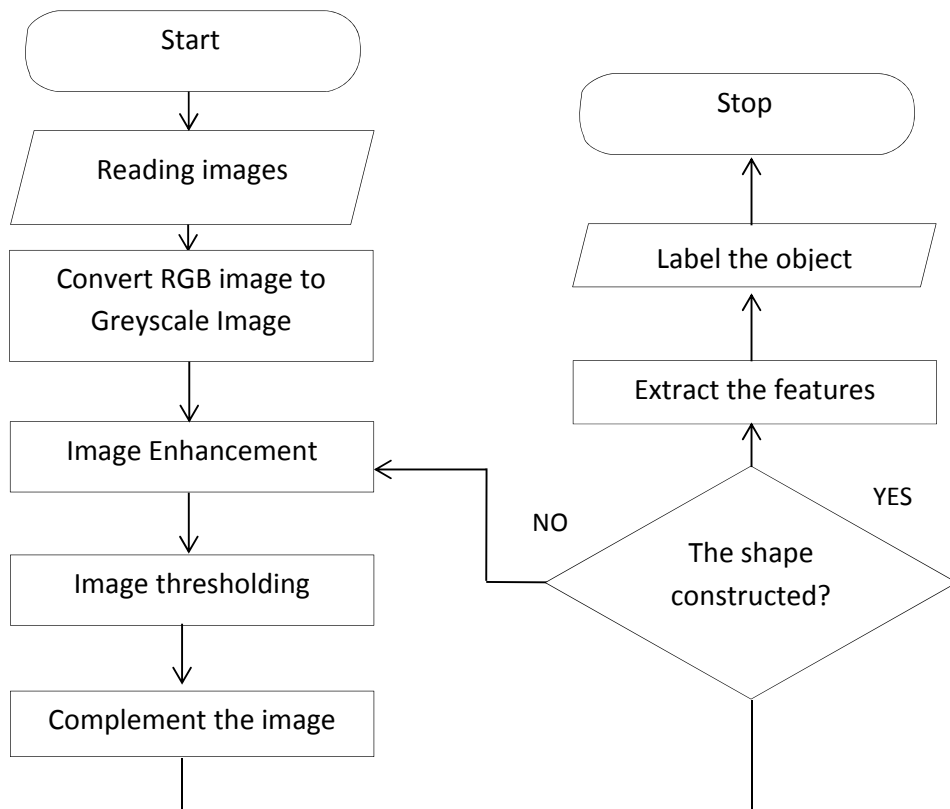 Start
Reading images
Convert RGB image to
Greyscale Image
Image Enhancement
Image thresholding
Complement the image
Stop
Label the object
Extract the features
YES
NO
The shape
constructed?